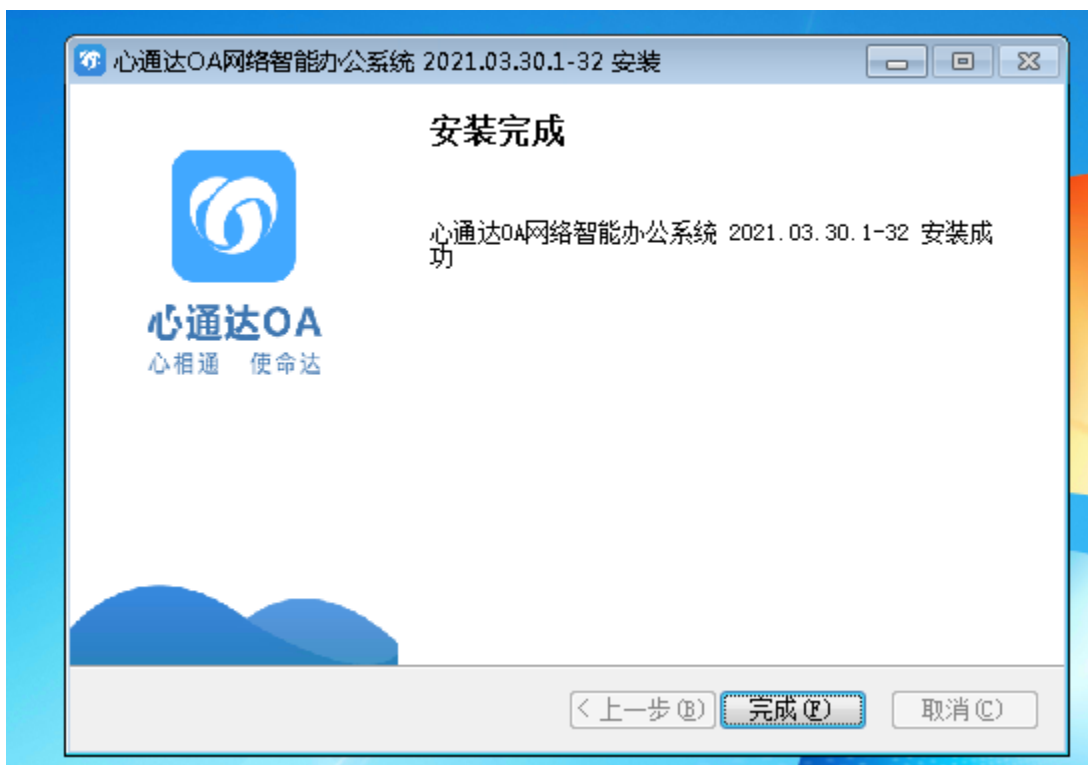 心通达OA网络智能办公系统 2021.03.30.1-32 安装
安装完成
心通达OA网络智能办公系统 2021.03.30.1-32 安装成
功
心通达OA
心相通 使命达
< 上一步(B)
完成(F)
取消(C)